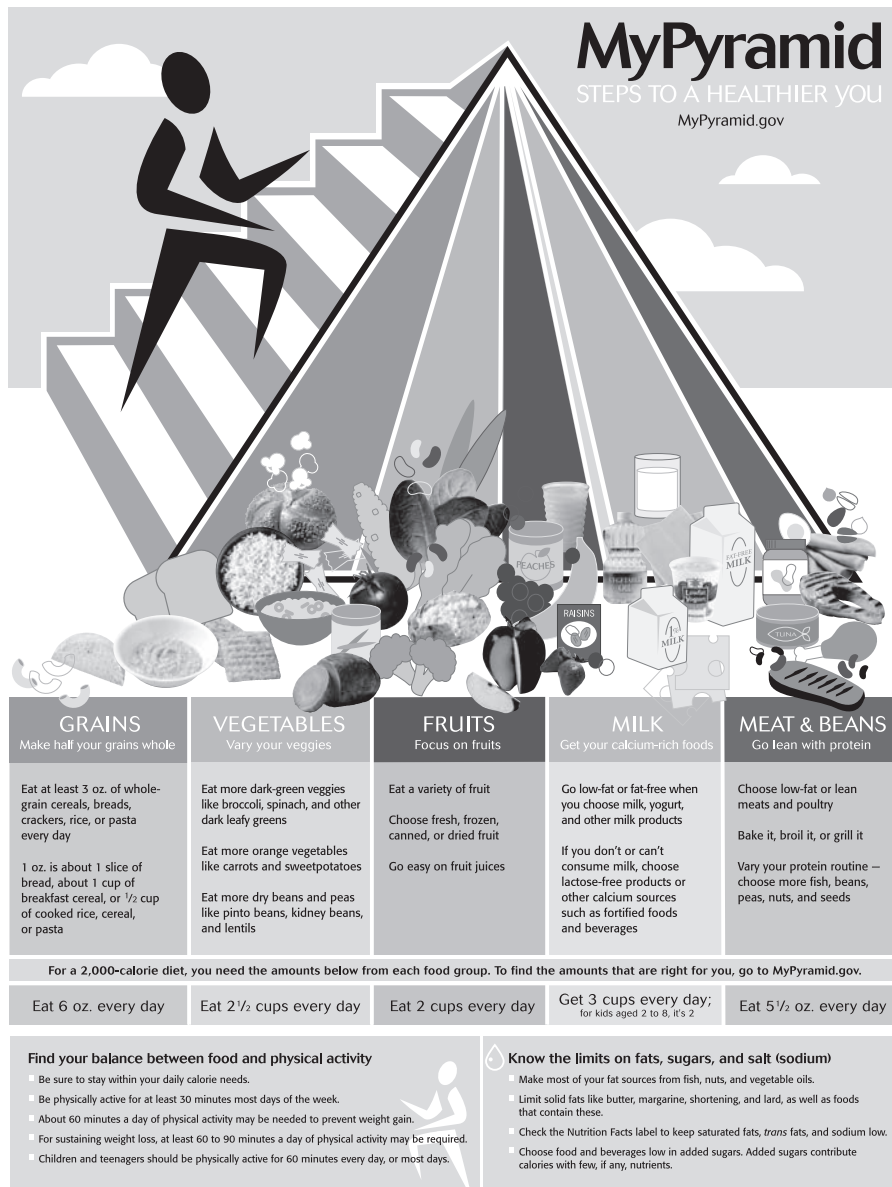 MyPyramid
STEPS TO A HEALTHIER YOU
MyPyramid.gov
PEACHES
RAISINS
FAT-FREE
MILK
1%
MILK
TUNA
GRAINS
Make half your grains whole
Eat at least 3 oz. of whole-
grain cereals, breads,
crackers, rice, or pasta
every day
1 oz. is about 1 slice of
bread, about 1 cup of
breakfast cereal, or 1/2 cup
of cooked rice, cereal,
or pasta
VEGETABLES
Vary your veggies
Eat more dark-green veggies
like broccoli, spinach, and other
dark leafy greens
Eat more orange vegetables
like carrots and sweetpotatoes
Eat more dry beans and peas
like pinto beans, kidney beans,
and lentils
FRUITS
Focus on fruits
Eat a variety of fruit
Choose fresh, frozen,
canned, or dried fruit
Go easy on fruit juices
MILK
Get your calcium-rich foods
Go low-fat or fat-free when
you choose milk, yogurt,
and other milk products
If you don’t or can’t
consume milk, choose
lactose-free products or
other calcium sources
such as fortified foods
and beverages
MEAT & BEANS
Go lean with protein
Choose low-fat or lean
meats and poultry
Bake it, broil it, or grill it
Vary your protein routine —
choose more fish, beans,
peas, nuts, and seeds
For a 2,000-calorie diet, you need the amounts below from each food group. To find the amounts that are right for you, go to MyPyramid.gov.
Eat 6 oz. every day
Eat 2 1/2 cups every day
Eat 2 cups every day
Get 3 cups every day;
for kids aged 2 to 8, it’s 2
Eat 5 1/2 oz. every day
Find your balance between food and physical activity
Be sure to stay within your daily calorie needs.
Be physically active for at least 30 minutes most days of the week.
About 60 minutes a day of physical activity may be needed to prevent weight gain.
For sustaining weight loss, at least 60 to 90 minutes a day of physical activity may be required.
Children and teenagers should be physically active for 60 minutes every day, or most days.
Know the limits on fats, sugars, and salt (sodium)
Make most of your fat sources from fish, nuts, and vegetable oils.
Limit solid fats like butter, margarine, shortening, and lard, as well as foods
that contain these.
Check the Nutrition Facts label to keep saturated fats, trans fats, and sodium low.
Choose food and beverages low in added sugars. Added sugars contribute
calories with few, if any, nutrients.